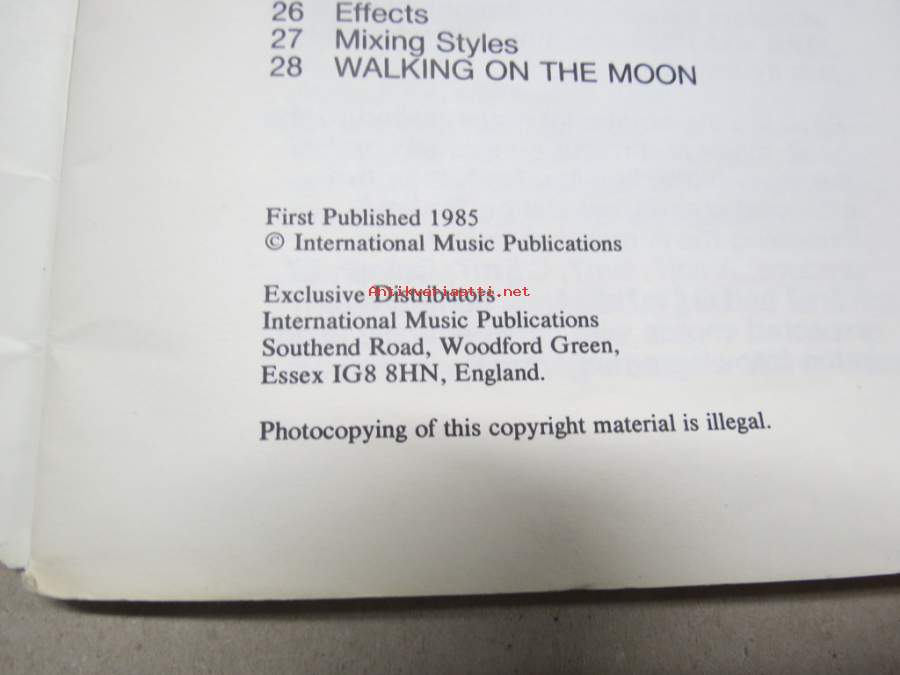 26 Effects
27 Mixing Styles
28 WALKING ON THE MOON
First Published 1985
© International Music Publications
Exclusive Distributors
Antikvariaatti.net
International Music Publications
Southend Road, Woodford Green,
Essex IG8 8HN, England.
Photocopying of this copyright material is illegal.